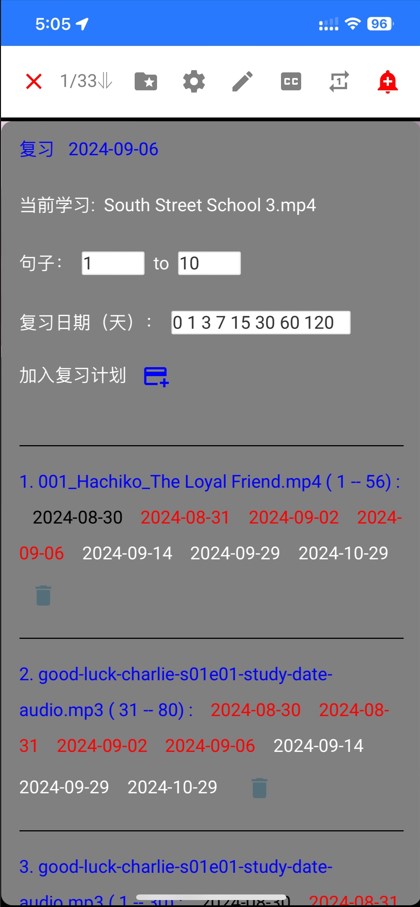 5:05
96
1/33
CC
1
复习 2024-09-06
当前学习: South Street School 3.mp4
句子： 1 to 10
复习日期（天）： 0 1 3 7 15 30 60 120
加入复习计划
1. 001_Hachiko_The Loyal Friend.mp4 ( 1 -- 56) :
2024-08-30 2024-08-31 2024-09-02 2024-
09-06 2024-09-14 2024-09-29 2024-10-29
2. good-luck-charlie-s01e01-study-date-
audio.mp3 ( 31 -- 80) : 2024-08-30 2024-08-
31 2024-09-02 2024-09-06 2024-09-14
2024-09-29 2024-10-29
3. good-luck-charlie-s01e01-study-date-
audio.mp3 ( 1 -- 30) : 2024-08-30 2024-08-31